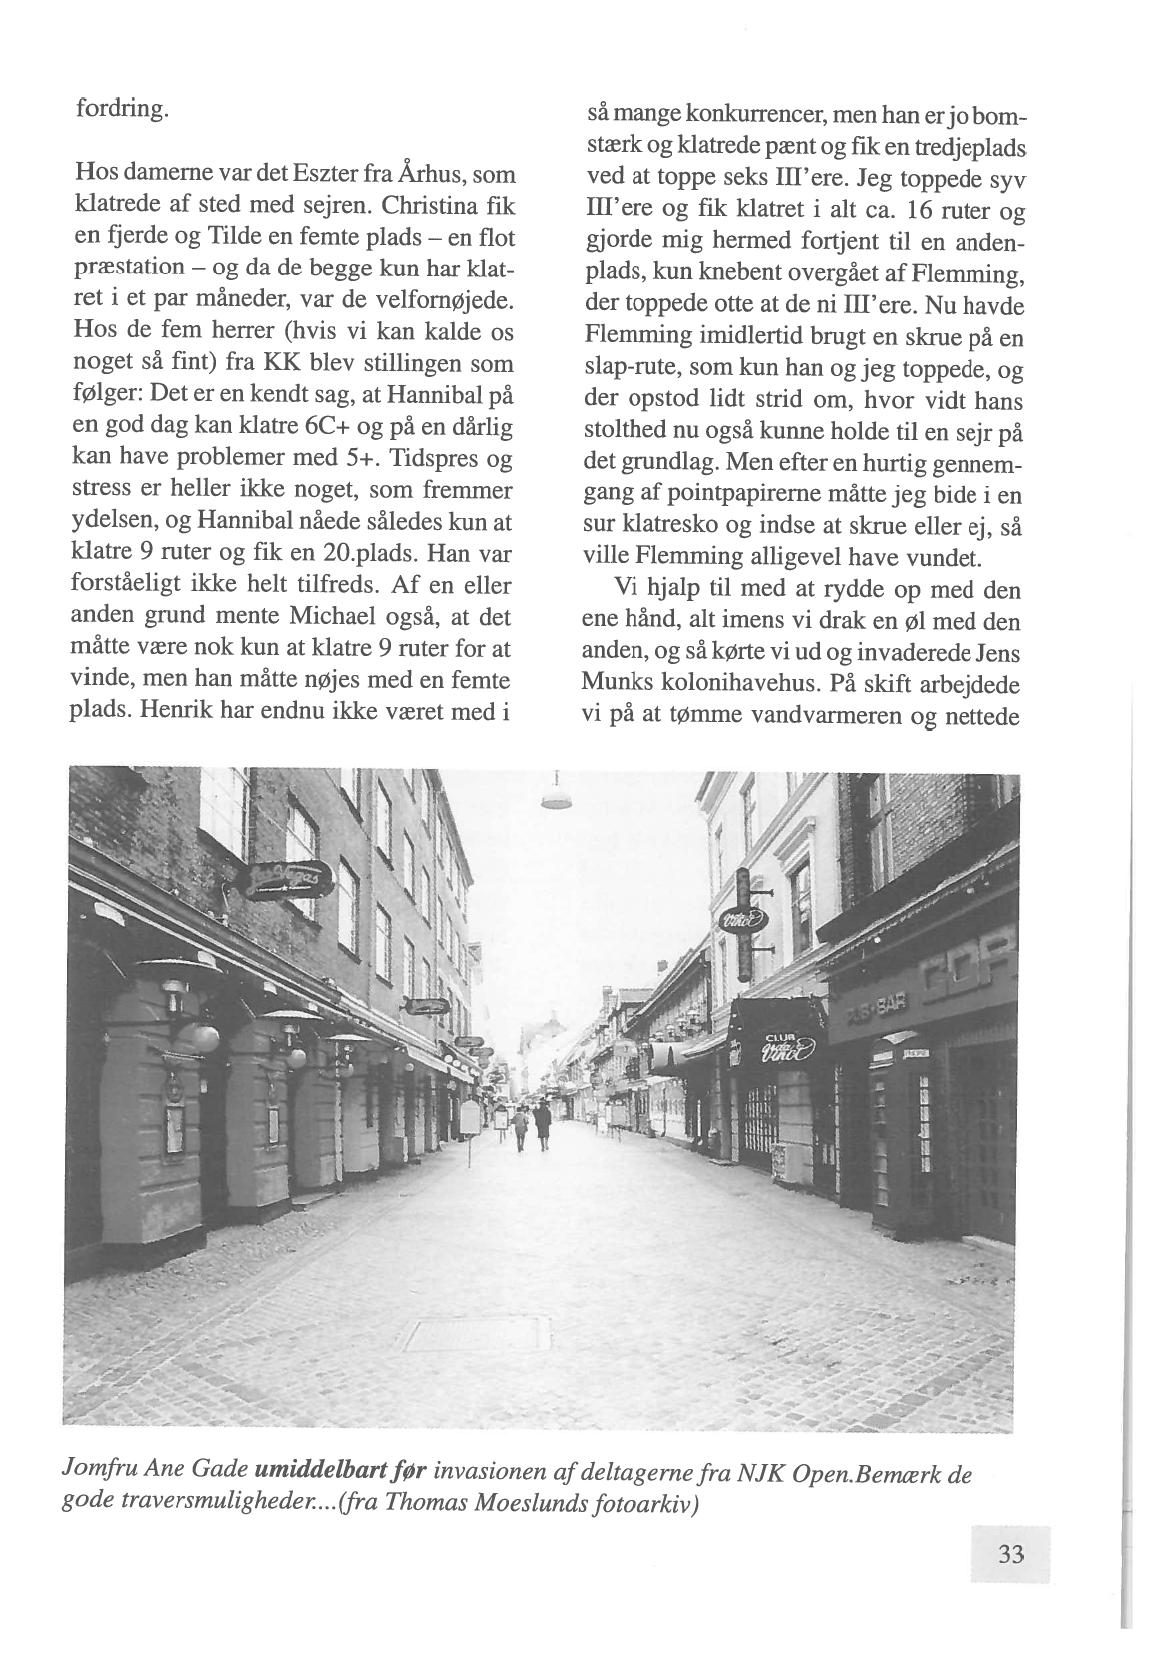 fordring.
Hos damerne var det Eszter fra Århus, som
klatrede af sted med sejren. Christina fik
en fjerde og Tilde en femte plads – en flot
præstation – og da de begge kun har klat-
ret i et par måneder, var de velfornøjede.
Hos de fem herrer (hvis vi kan kalde os
noget så fint) fra KK blev stillingen som
følger: Det er en kendt sag, at Hannibal på
en god dag kan klatre 6C+ og på en dårlig
kan have problemer med 5+. Tidspres og
stress er heller ikke noget, som fremmer
ydelsen, og Hannibal nåede således kun at
klatre 9 ruter og fik en 20.plads. Han var
forståeligt ikke helt tilfreds. Af en eller
anden grund mente Michael også, at det
måtte være nok kun at klatre 9 ruter for at
vinde, men han måtte nøjes med en femte
plads. Henrik har endnu ikke været med i
så mange konkurrencer, men han er jo bom-
stærk og klatrede pænt og fik en tredjeplads
ved at toppe seks III'ere. Jeg toppede syv
III'ere og fik klatret i alt ca. 16 ruter og
gjorde mig hermed fortjent til en anden-
plads, kun knebent overgået af Flemming,
der toppede otte at de ni III'ere. Nu havde
Flemming imidlertid brugt en skrue på en
slap-rute, som kun han og jeg toppede, og
der opstod lidt strid om, hvor vidt hans
stolthed nu også kunne holde til en sejr på
det grundlag. Men efter en hurtig gennem-
gang af pointpapirerne måtte jeg bide i en
sur klatresko og indse at skrue eller ej, så
ville Flemming alligevel have vundet.
Vi hjalp til med at rydde op med den
ene hånd, alt imens vi drak en øl med den
anden, og så kørte vi ud og invaderede Jens
Munks kolonihavehus. På skift arbejdede
vi på at tømme vandvarmeren og nettede
Las Vegas
Vinci
CLUB
da Vinci
PUB•BAR
Jomfru Ane Gade umiddelbart før invasionen af deltagerne fra NJK Open.Bemærk de
gode traversmuligheder....(fra Thomas Moeslunds fotoarkiv)
33